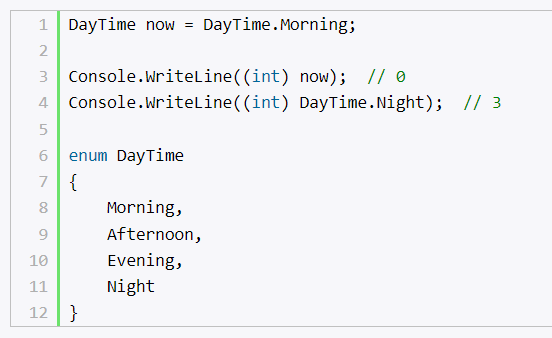 1 DayTime now = DayTime.Morning;
2
3 Console.WriteLine((int) now);  // 0
4 Console.WriteLine((int) DayTime.Night);  // 3
5
6 enum DayTime
7 {
8     Morning,
9     Afternoon,
10     Evening,
11     Night
12 }